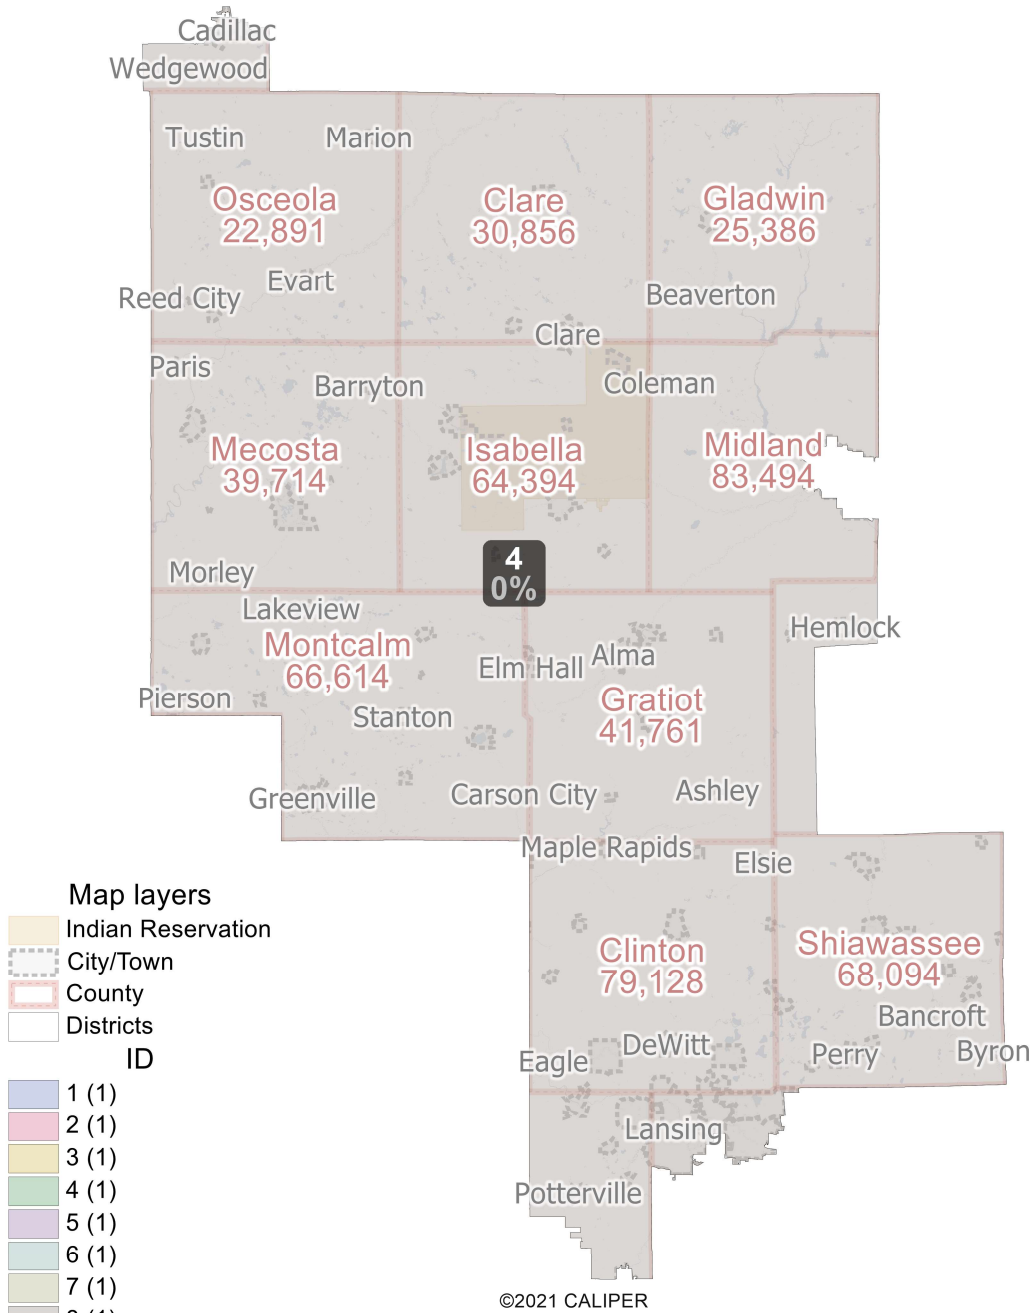 Cadillac
Wedgewood
Tustin
Marion
Osceola
22,891
Clare
30,856
Gladwin
25,386
Evart
Reed City
Beaverton
Clare
Paris
Barryton
Coleman
Mecosta
39,714
Isabella
64,394
Midland
83,494
4
0%
Morley
Lakeview
Montcalm
66,614
Hemlock
Elm Hall
Alma
Pierson
Stanton
Gratiot
41,761
Greenville
Carson City
Ashley
Maple Rapids
Elsie
Clinton
79,128
Shiawassee
68,094
Bancroft
Eagle
DeWitt
Perry
Byron
Lansing
Potterville
Map layers
Indian Reservation
City/Town
County
Districts
ID
1 (1)
2 (1)
3 (1)
4 (1)
5 (1)
6 (1)
7 (1)
©2021 CALIPER